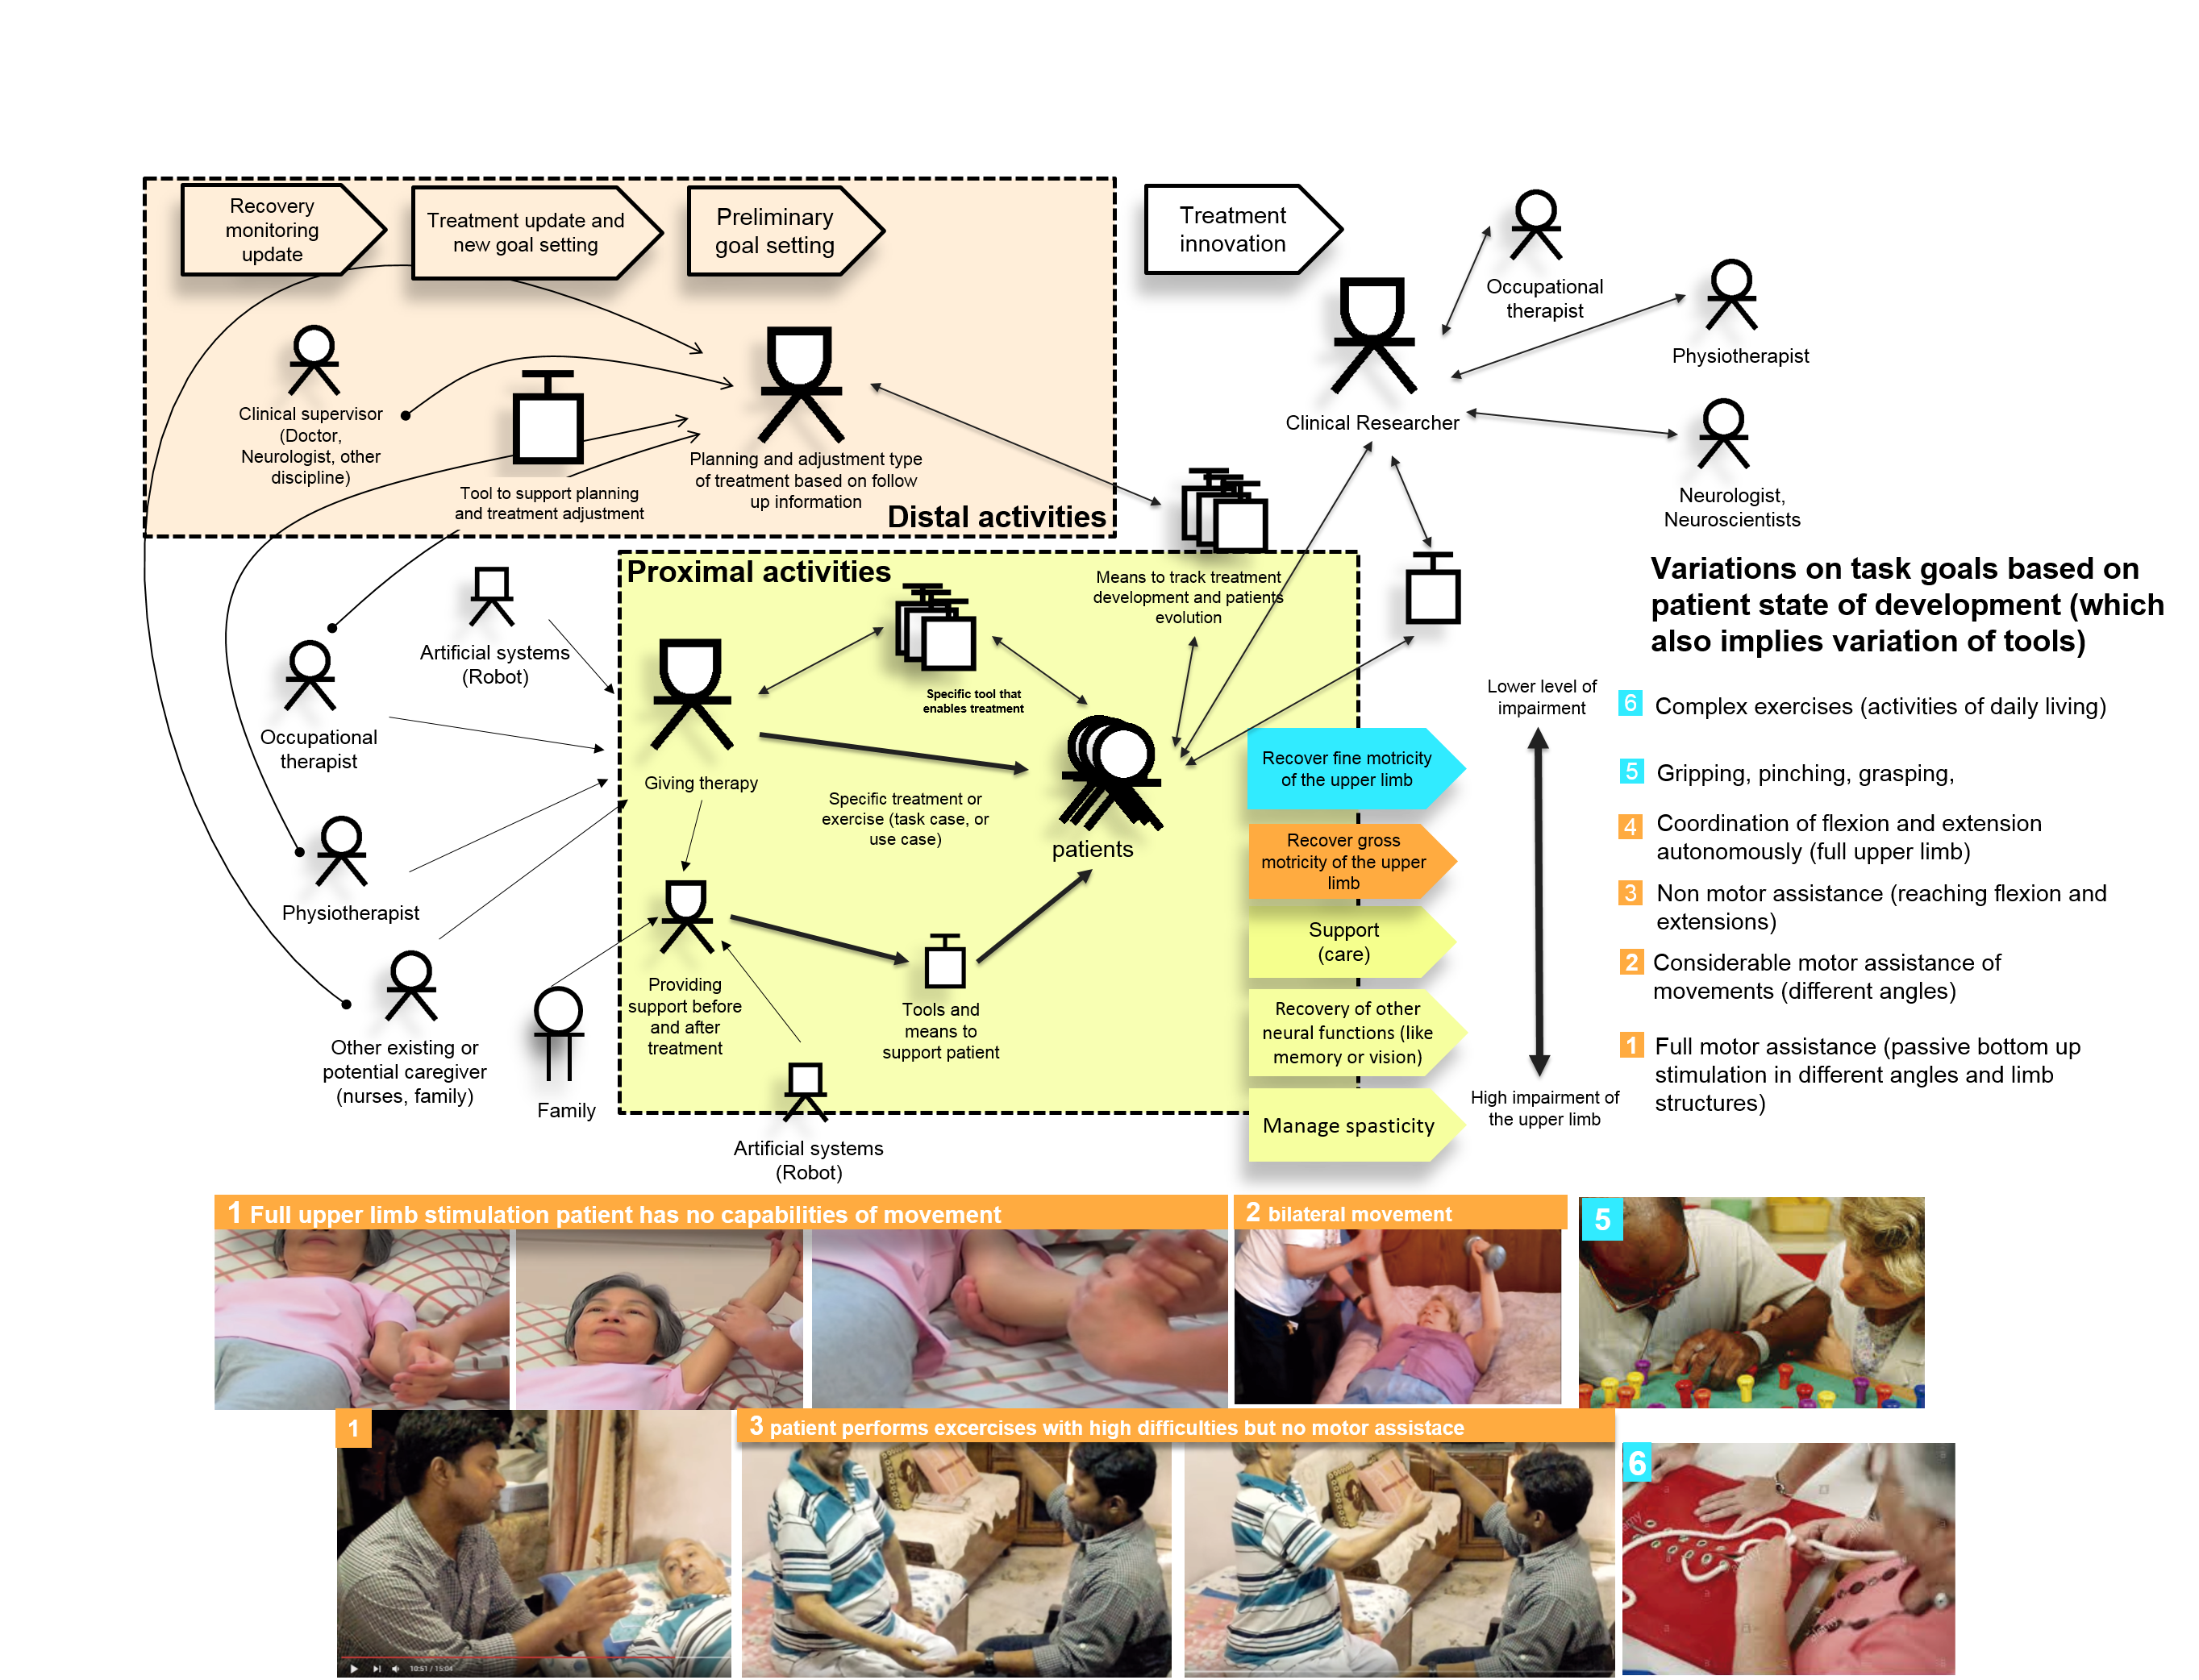 Recovery
monitoring
update
Treatment update and
new goal setting
Preliminary
goal setting
Treatment
innovation
Occupational
therapist
Physiotherapist
Clinical supervisor
(Doctor,
Neurologist, other
discipline)
Tool to support planning
and treatment adjustment
Planning and adjustment type
of treatment based on follow
up information
Distal activities
Clinical Researcher
Neurologist,
Neuroscientists
Proximal activities
Means to track treatment
development and patients
evolution
Variations on task goals based on
patient state of development (which
also implies variation of tools)
Artificial systems
(Robot)
Specific tool that
enables treatment
Occupational
therapist
Giving therapy
Specific treatment or
exercise (task case, or
use case)
patients
Physiotherapist
Other existing or
potential caregiver
(nurses, family)
Family
Providing
support before
and after
treatment
Tools and
means to
support patient
Artificial systems
(Robot)
Recover fine motricity
of the upper limb
Recover gross
motricity of the upper
limb
Support
(care)
Recovery of other
neural functions (like
memory or vision)
Manage spasticity
Lower level of
impairment
High impairment of
the upper limb
6 Complex exercises (activities of daily living)
5 Gripping, pinching, grasping,
4 Coordination of flexion and extension
autonomously (full upper limb)
3 Non motor assistance (reaching flexion and
extensions)
2 Considerable motor assistance of
movements (different angles)
1 Full motor assistance (passive bottom up
stimulation in different angles and limb
structures)
1 Full upper limb stimulation patient has no capabilities of movement
2 bilateral movement
5
1
3 patient performs excercises with high difficulties but no motor assistace
6
10:51 / 15:04